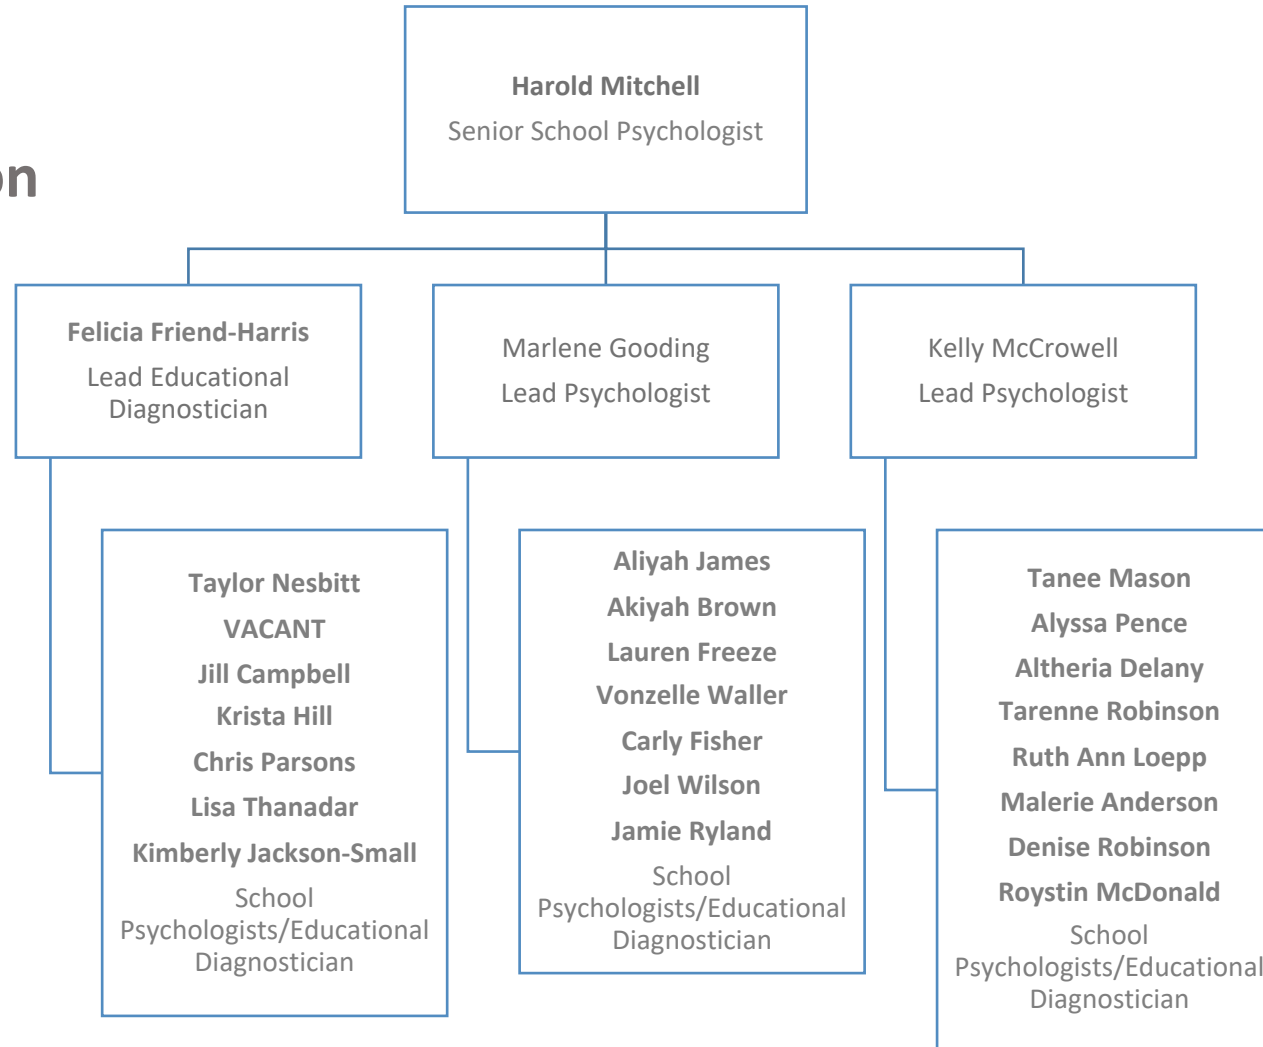 Harold Mitchell
Senior School Psychologist
on
Felicia Friend-Harris
Lead Educational
Diagnostician
Marlene Gooding
Lead Psychologist
Kelly McCrowell
Lead Psychologist
Taylor Nesbitt
VACANT
Jill Campbell
Krista Hill
Chris Parsons
Lisa Thanadar
Kimberly Jackson-Small
School
Psychologists/Educational
Diagnostician
Aliyah James
Akiyah Brown
Lauren Freeze
Vonzelle Waller
Carly Fisher
Joel Wilson
Jamie Ryland
School
Psychologists/Educational
Diagnostician
Tanee Mason
Alyssa Pence
Altheria Delany
Tarenne Robinson
Ruth Ann Loepp
Malerie Anderson
Denise Robinson
Roystin McDonald
School
Psychologists/Educational
Diagnostician